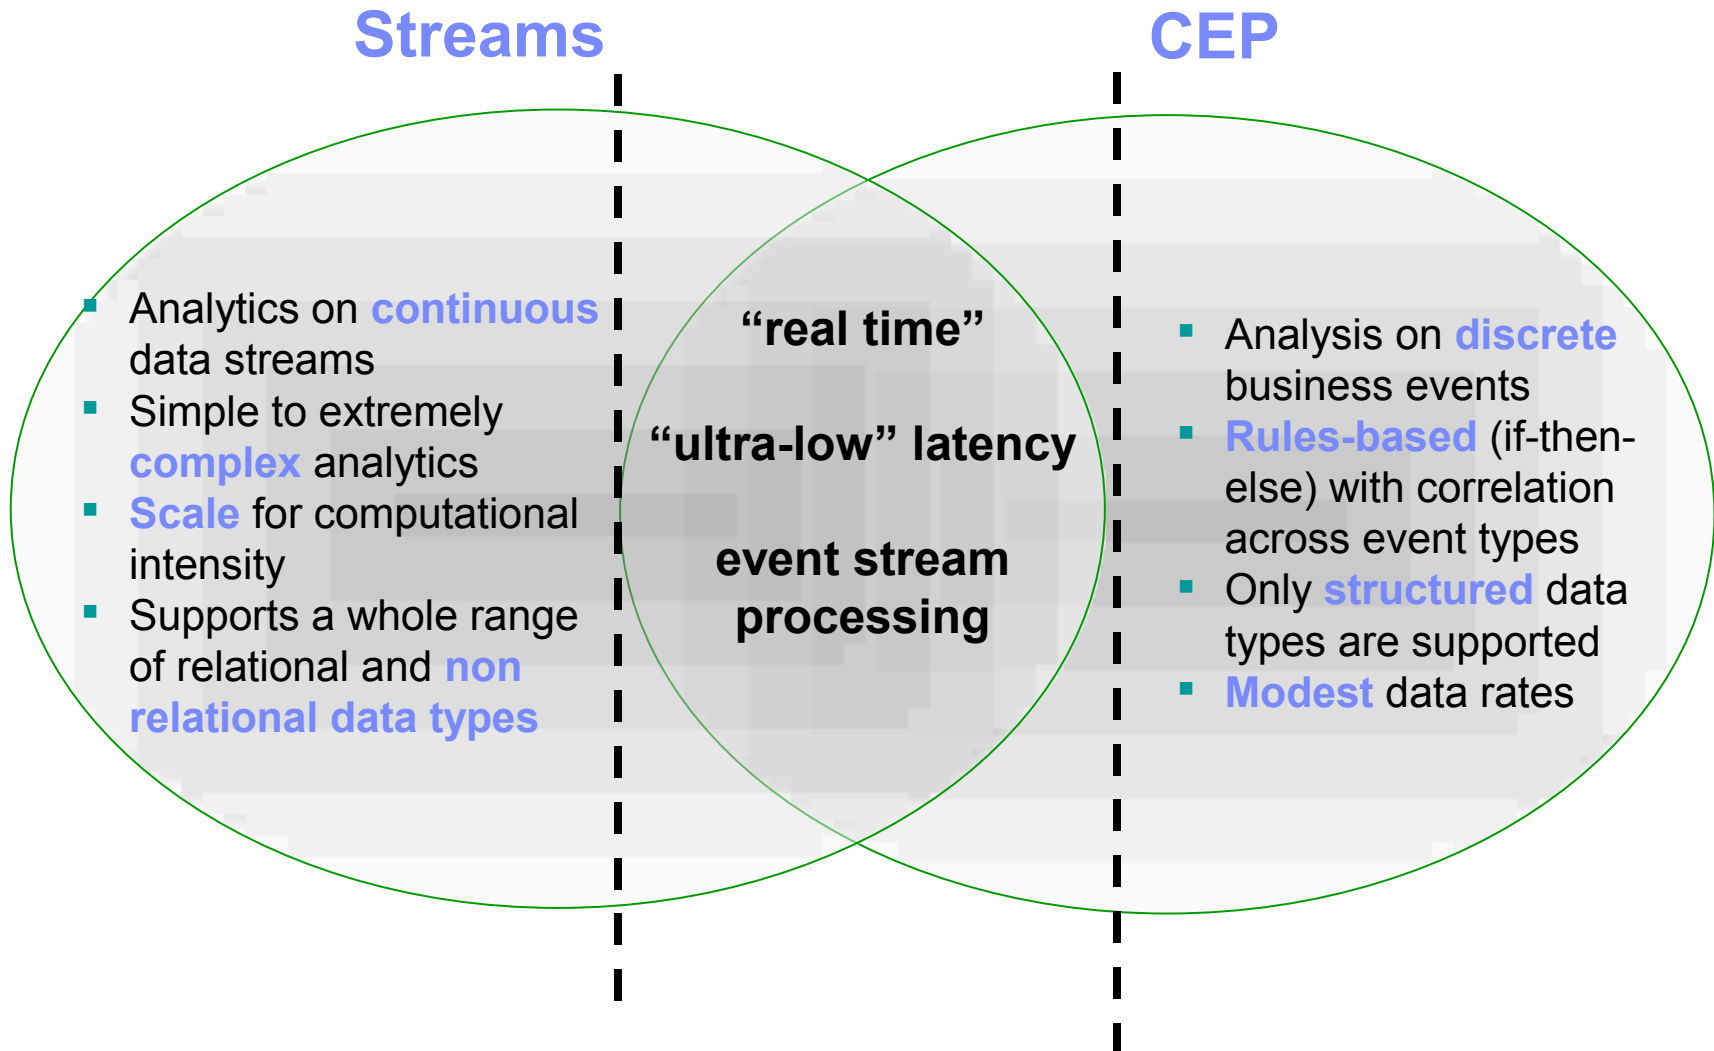 Streams
CEP
▪ Analytics on continuous
data streams
▪ Simple to extremely
complex analytics
▪ Scale for computational
intensity
▪ Supports a whole range
of relational and non
relational data types
“real time”
“ultra-low” latency
event stream
processing
▪ Analysis on discrete
business events
▪ Rules-based (if-then-
else) with correlation
across event types
▪ Only structured data
types are supported
▪ Modest data rates